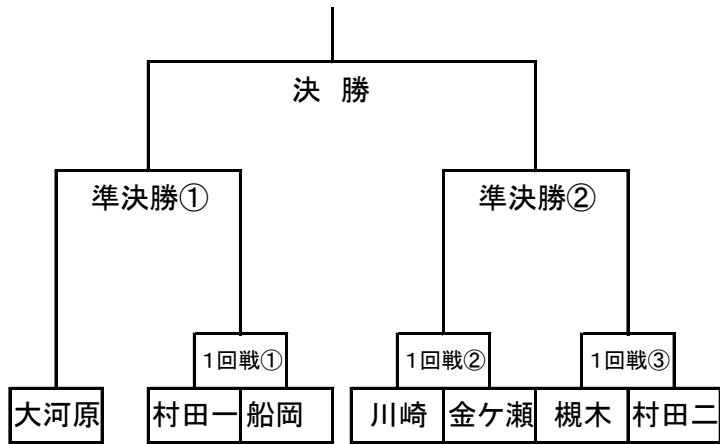 決 勝
準決勝①
準決勝②
1回戦①
1回戦②
1回戦③
大河原
村田一
船岡
川崎
金ケ瀬
槻木
村田二